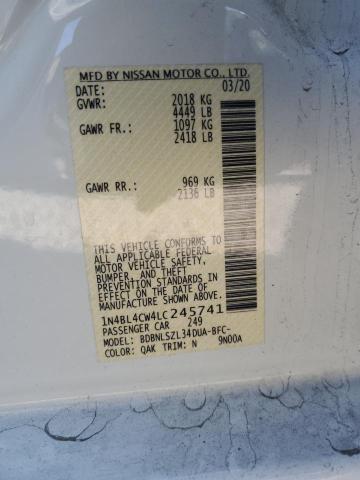 MFD BY NISSAN MOTOR CO., LTD.
DATE: 03/20
GVWR: 2018 KG
4449 LB
GAWR FR: 1097 KG
2418 LB
GAWR RR: 969 KG
2136 LB
THIS VEHICLE CONFORMS TO
ALL APPLICABLE FEDERAL
MOTOR VEHICLE SAFETY,
BUMPER, AND THEFT
PREVENTION STANDARDS IN
EFFECT ON THE DATE OF
MANUFACTURE SHOWN ABOVE.
1N4BL4CW4LC245741
PASSENGER CAR 249
MODEL: BDBNLSZL34DUA-BFC-
COLOR: QAK TRIM: N 9N00A